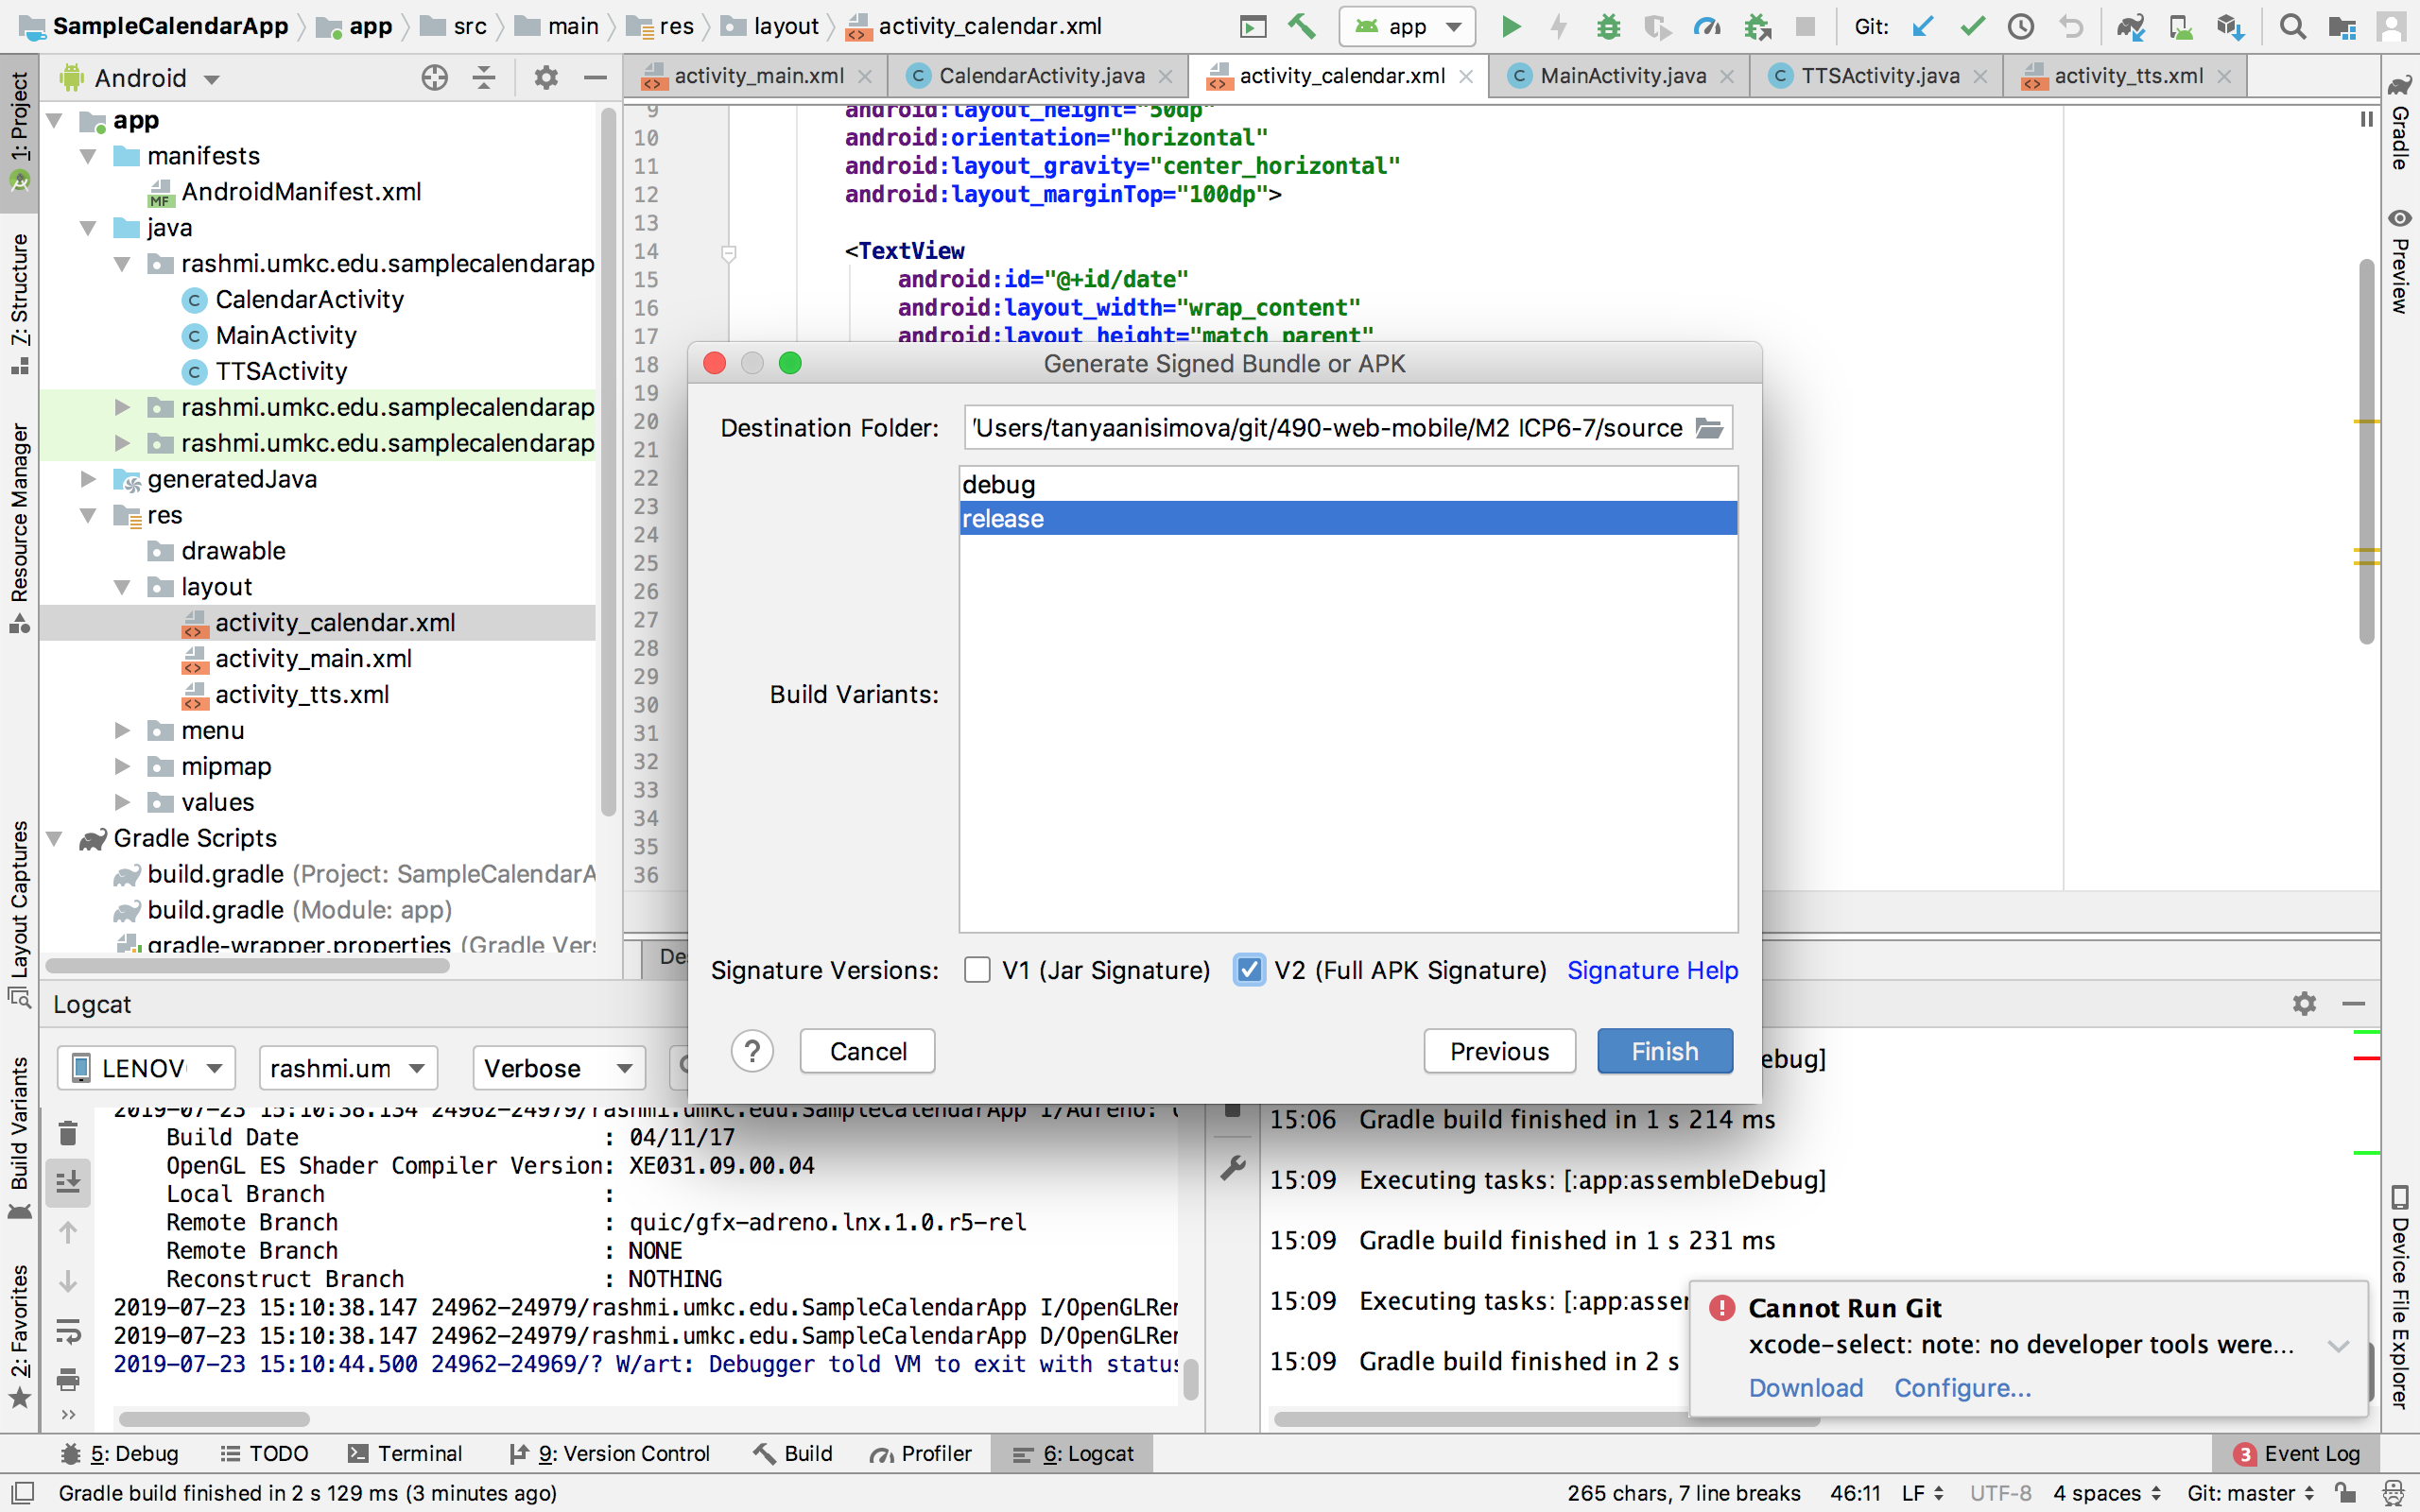 SampleCalendarApp app src main res layout activity_calendar.xml app Git:
Android
activity_main.xml CalendarActivity.java activity_calendar.xml MainActivity.java TTSActivity.java activity_tts.xml
1: Project
7: Structure
Resource Manager
Layout Captures
Build Variants
2: Favorites
app
manifests
AndroidManifest.xml
java
rashmi.umkc.edu.samplecalendarap
CalendarActivity
MainActivity
TTSActivity
rashmi.umkc.edu.samplecalendarap
rashmi.umkc.edu.samplecalendarap
generatedJava
res
drawable
layout
activity_calendar.xml
activity_main.xml
activity_tts.xml
menu
mipmap
values
Gradle Scripts
build.gradle (Project: SampleCalendarA
build.gradle (Module: app)
gradle-wrapper.properties (Gradle Vers
9 android:layout_height="50dp"
10 android:orientation="horizontal"
11 android:layout_gravity="center_horizontal"
12 android:layout_marginTop="100dp">
13
14 <TextView
15 android:id="@+id/date"
16 android:layout_width="wrap_content"
17 android:layout_height="match_parent"
18
19
20
21
22
23
24
25
26
27
28
29
30
31
32
33
34
35
36
Generate Signed Bundle or APK
Destination Folder: /Users/tanyaanisimova/git/490-web-mobile/M2 ICP6-7/source
debug
release
Build Variants:
Signature Versions: V1 (Jar Signature) V2 (Full APK Signature) Signature Help
? Cancel Previous Finish
Gradle
Preview
Device File Explorer
Logcat
LENOV rashmi.um Verbose
2019-07-23 15:10:38.134 24962-24979/rashmi.umkc.edu.SampleCalendarApp I/Adreno:
Build Date : 04/11/17
OpenGL ES Shader Compiler Version: XE031.09.00.04
Local Branch :
Remote Branch : quic/gfx-adreno.lnx.1.0.r5-rel
Remote Branch : NONE
Reconstruct Branch : NOTHING
2019-07-23 15:10:38.147 24962-24979/rashmi.umkc.edu.SampleCalendarApp I/OpenGLRer
2019-07-23 15:10:38.147 24962-24979/rashmi.umkc.edu.SampleCalendarApp D/OpenGLRer
2019-07-23 15:10:44.500 24962-24969/? W/art: Debugger told VM to exit with status
ebug]
15:06 Gradle build finished in 1 s 214 ms
15:09 Executing tasks: [:app:assembleDebug]
15:09 Gradle build finished in 1 s 231 ms
15:09 Executing tasks: [:app:asser
15:09 Gradle build finished in 2 s
Cannot Run Git
xcode-select: note: no developer tools were...
Download Configure...
5: Debug TODO Terminal 9: Version Control Build Profiler 6: Logcat 3 Event Log
Gradle build finished in 2 s 129 ms (3 minutes ago) 265 chars, 7 line breaks 46:11 LF UTF-8 4 spaces Git: master